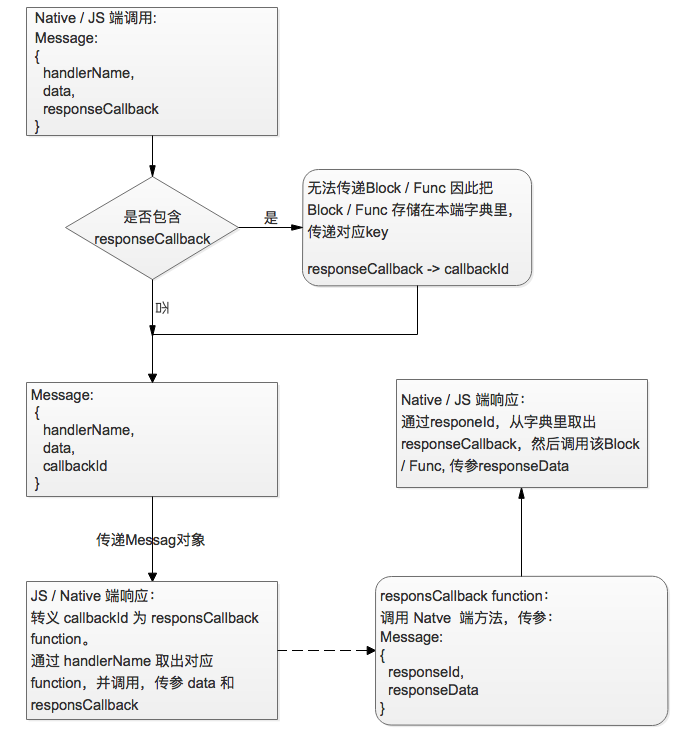 Native / JS 端调用:
Message:
{
handlerName,
data,
responseCallback
}
是否包含
responseCallback
是
无法传递Block / Func 因此把
Block / Func 存储在本端字典里，
传递对应key
responseCallback -> callbackId
否
Message:
{
handlerName,
data,
callbackId
}
传递Messag对象
JS / Native 端响应：
转义 callbackId 为 responsCallback
function。
通过 handlerName 取出对应
function，并调用，传参 data 和
responsCallback
responsCallback function：
调用 Natve 端方法，传参：
Message:
{
responseId,
responseData
}
Native / JS 端响应：
通过responeId，从字典里取出
responseCallback，然后调用该Block
/ Func, 传参responseData